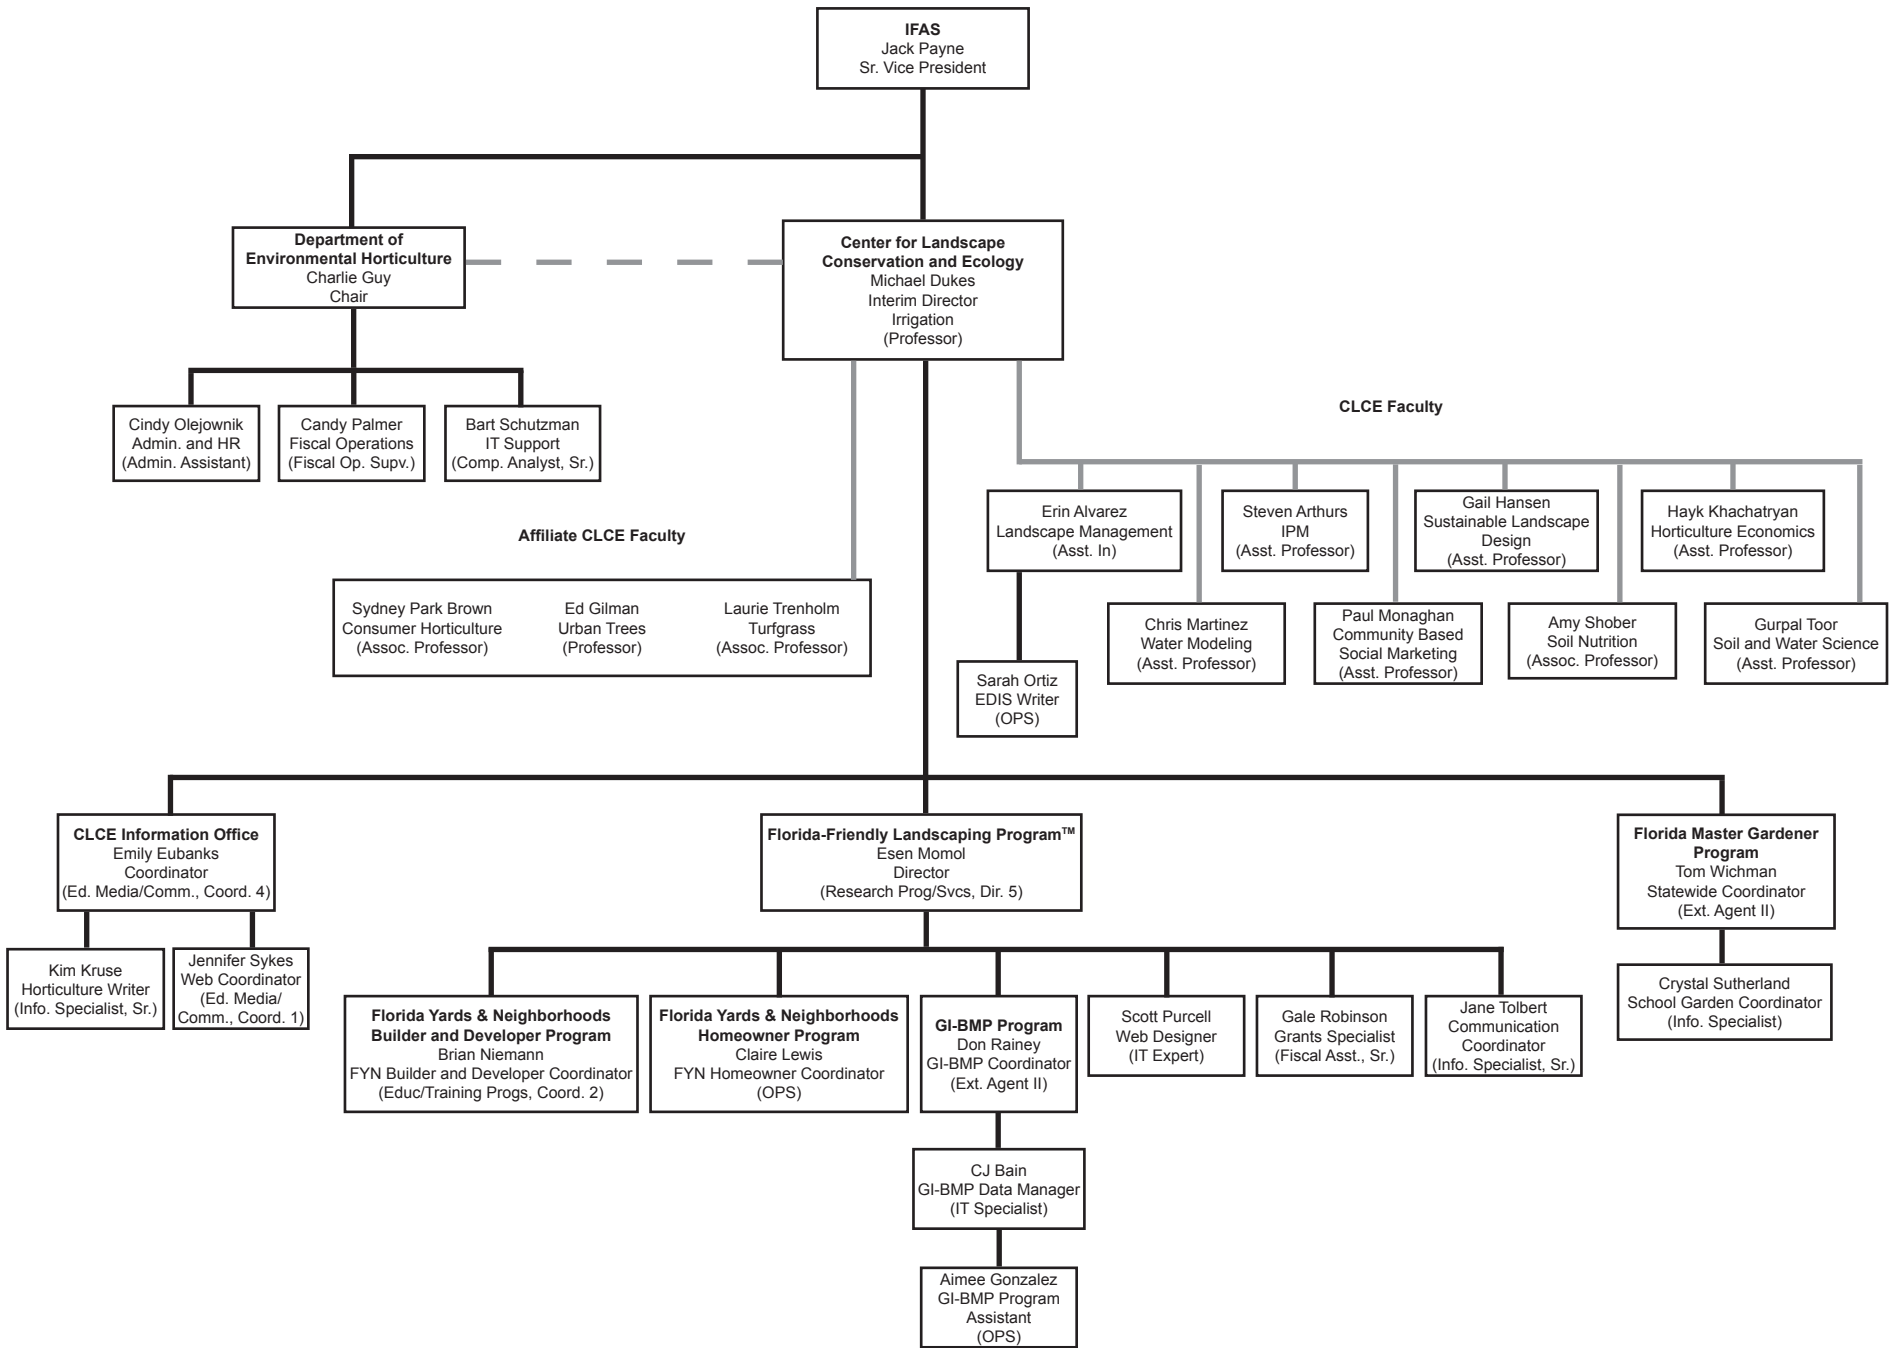 IFAS
Jack Payne
Sr. Vice President
Department of
Environmental Horticulture
Charlie Guy
Chair
Center for Landscape
Conservation and Ecology
Michael Dukes
Interim Director
Irrigation
(Professor)
Cindy Olejownik
Admin. and HR
(Admin. Assistant)
Candy Palmer
Fiscal Operations
(Fiscal Op. Supv.)
Bart Schutzman
IT Support
(Comp. Analyst, Sr.)
CLCE Faculty
Affiliate CLCE Faculty
Sydney Park Brown
Consumer Horticulture
(Assoc. Professor)
Ed Gilman
Urban Trees
(Professor)
Laurie Trenholm
Turfgrass
(Assoc. Professor)
Erin Alvarez
Landscape Management
(Asst. In)
Steven Arthurs
IPM
(Asst. Professor)
Gail Hansen
Sustainable Landscape
Design
(Asst. Professor)
Hayk Khachatryan
Horticulture Economics
(Asst. Professor)
Chris Martinez
Water Modeling
(Asst. Professor)
Paul Monaghan
Community Based
Social Marketing
(Asst. Professor)
Amy Shober
Soil Nutrition
(Assoc. Professor)
Gurpal Toor
Soil and Water Science
(Asst. Professor)
Sarah Ortiz
EDIS Writer
(OPS)
CLCE Information Office
Emily Eubanks
Coordinator
(Ed. Media/Comm., Coord. 4)
Florida-Friendly Landscaping Program™
Esen Momol
Director
(Research Prog/Svcs, Dir. 5)
Florida Master Gardener
Program
Tom Wichman
Statewide Coordinator
(Ext. Agent II)
Kim Kruse
Horticulture Writer
(Info. Specialist, Sr.)
Jennifer Sykes
Web Coordinator
(Ed. Media/
Comm., Coord. 1)
Florida Yards & Neighborhoods
Builder and Developer Program
Brian Niemann
FYN Builder and Developer Coordinator
(Educ/Training Progs, Coord. 2)
Florida Yards & Neighborhoods
Homeowner Program
Claire Lewis
FYN Homeowner Coordinator
(OPS)
GI-BMP Program
Don Rainey
GI-BMP Coordinator
(Ext. Agent II)
Scott Purcell
Web Designer
(IT Expert)
Gale Robinson
Grants Specialist
(Fiscal Asst., Sr.)
Jane Tolbert
Communication
Coordinator
(Info. Specialist, Sr.)
Crystal Sutherland
School Garden Coordinator
(Info. Specialist)
CJ Bain
GI-BMP Data Manager
(IT Specialist)
Aimee Gonzalez
GI-BMP Program
Assistant
(OPS)